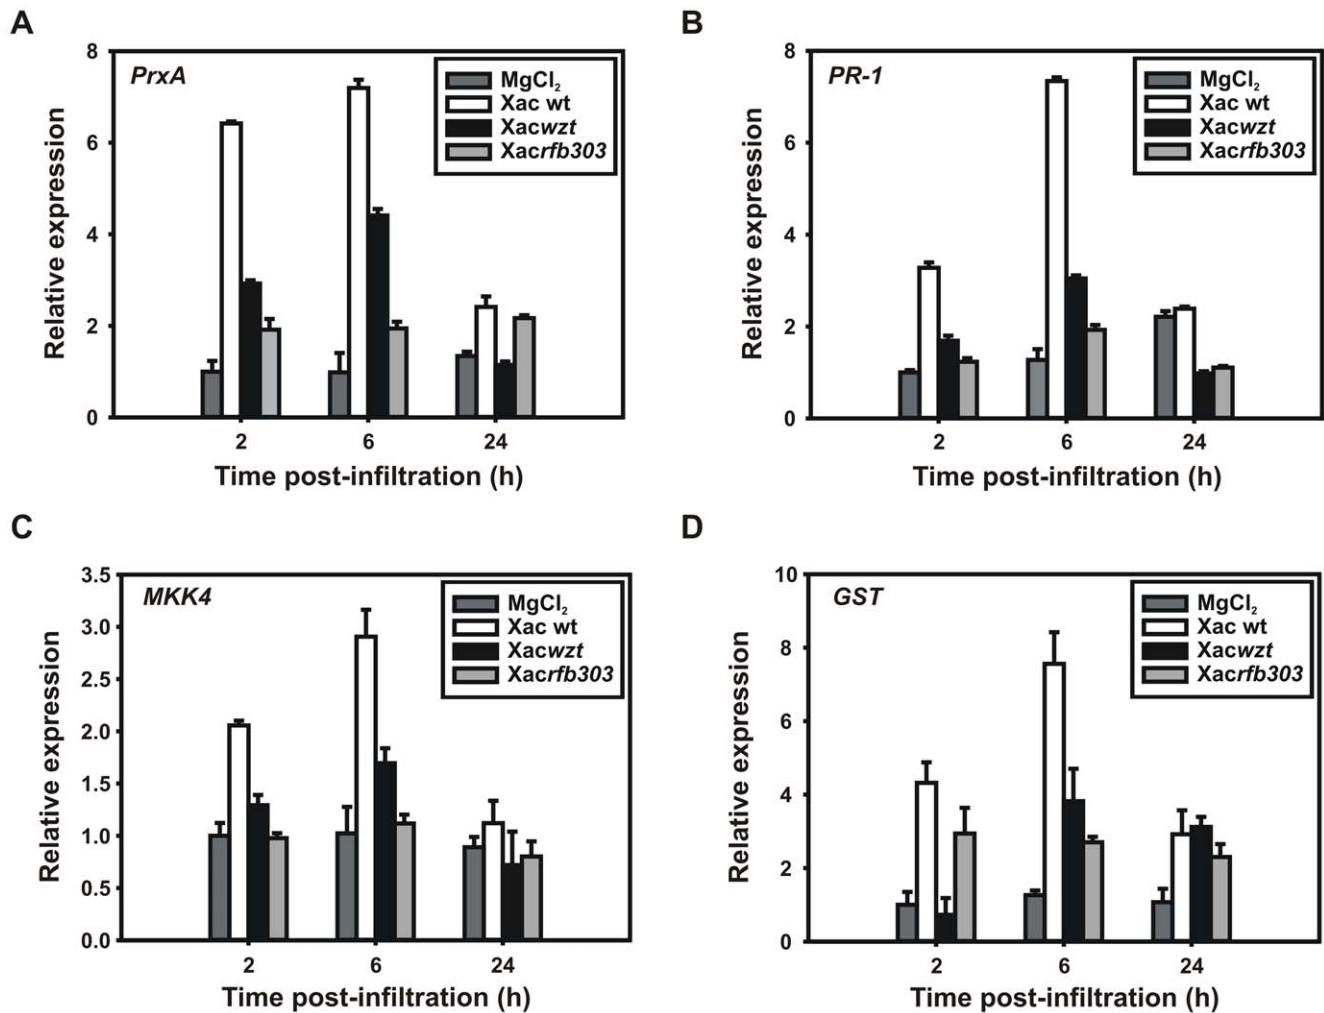 A
PrxA
MgCl₂
Xac wt
Xacwzt
Xacrfb303
Relative expression
8
6
4
2
0
2 6 24
Time post-infiltration (h)
B
PR-1
MgCl₂
Xac wt
Xacwzt
Xacrfb303
Relative expression
8
6
4
2
0
2 6 24
Time post-infiltration (h)
C
MKK4
MgCl₂
Xac wt
Xacwzt
Xacrfb303
Relative expression
3.5
3.0
2.5
2.0
1.5
1.0
0.5
0.0
2 6 24
Time post-infiltration (h)
D
GST
MgCl₂
Xac wt
Xacwzt
Xacrfb303
Relative expression
10
8
6
4
2
0
2 6 24
Time post-infiltration (h)